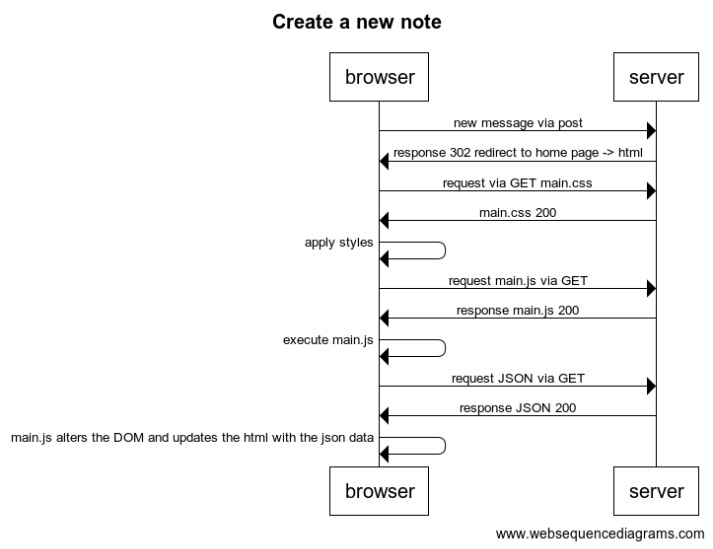 Create a new note
browser
server
new message via post
response 302 redirect to home page -> html
request via GET main.css
main.css 200
apply styles
request main.js via GET
response main.js 200
execute main.js
request JSON via GET
response JSON 200
main.js alters the DOM and updates the html with the json data
browser
server
www.websequencediagrams.com